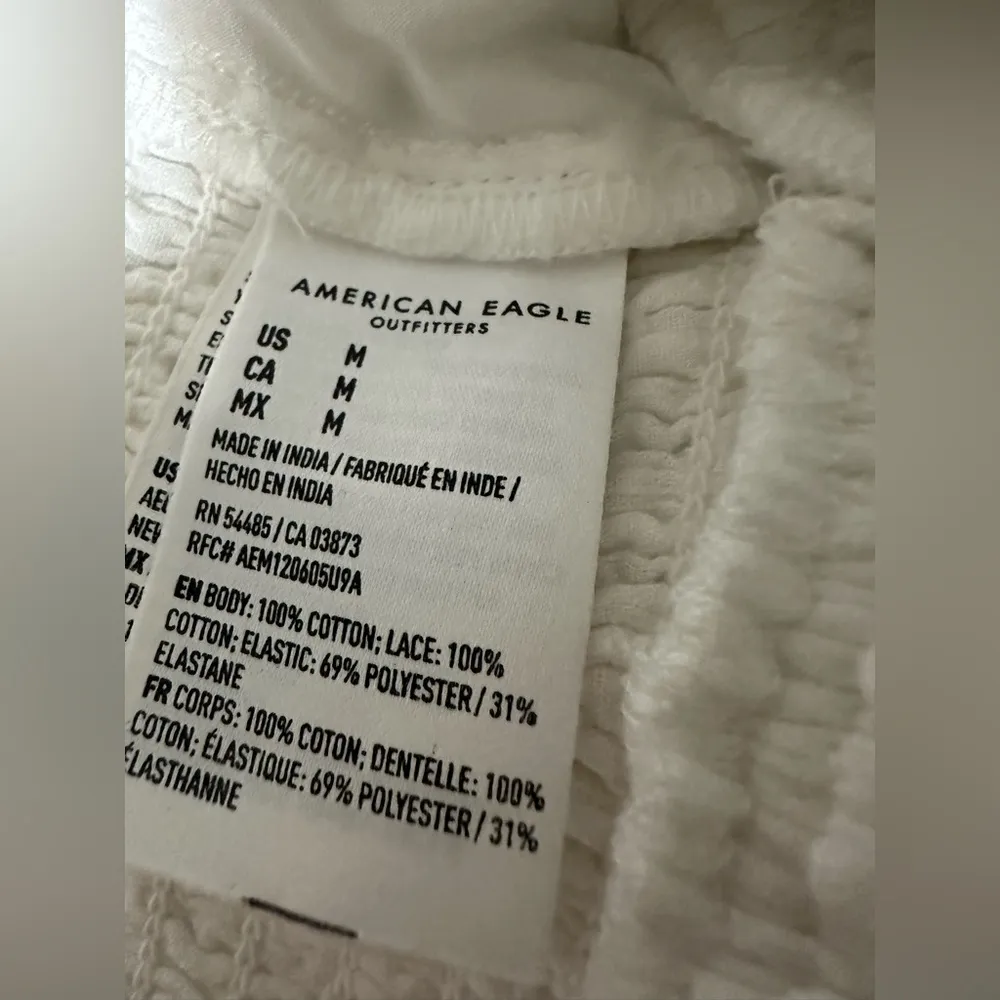 AMERICAN EAGLE
OUTFITTERS
US M
CA M
MX M
MADE IN INDIA / FABRIQUÉ EN INDE /
HECHO EN INDIA
RN 54485 / CA 03873
RFC# AEM120605U9A
EN BODY: 100% COTTON; LACE: 100%
COTTON; ELASTIC: 69% POLYESTER / 31%
ELASTANE
FR CORPS: 100% COTON; DENTELLE: 100%
COTON; ÉLASTIQUE: 69% POLYESTER / 31%
ÉLASTHANNE
US